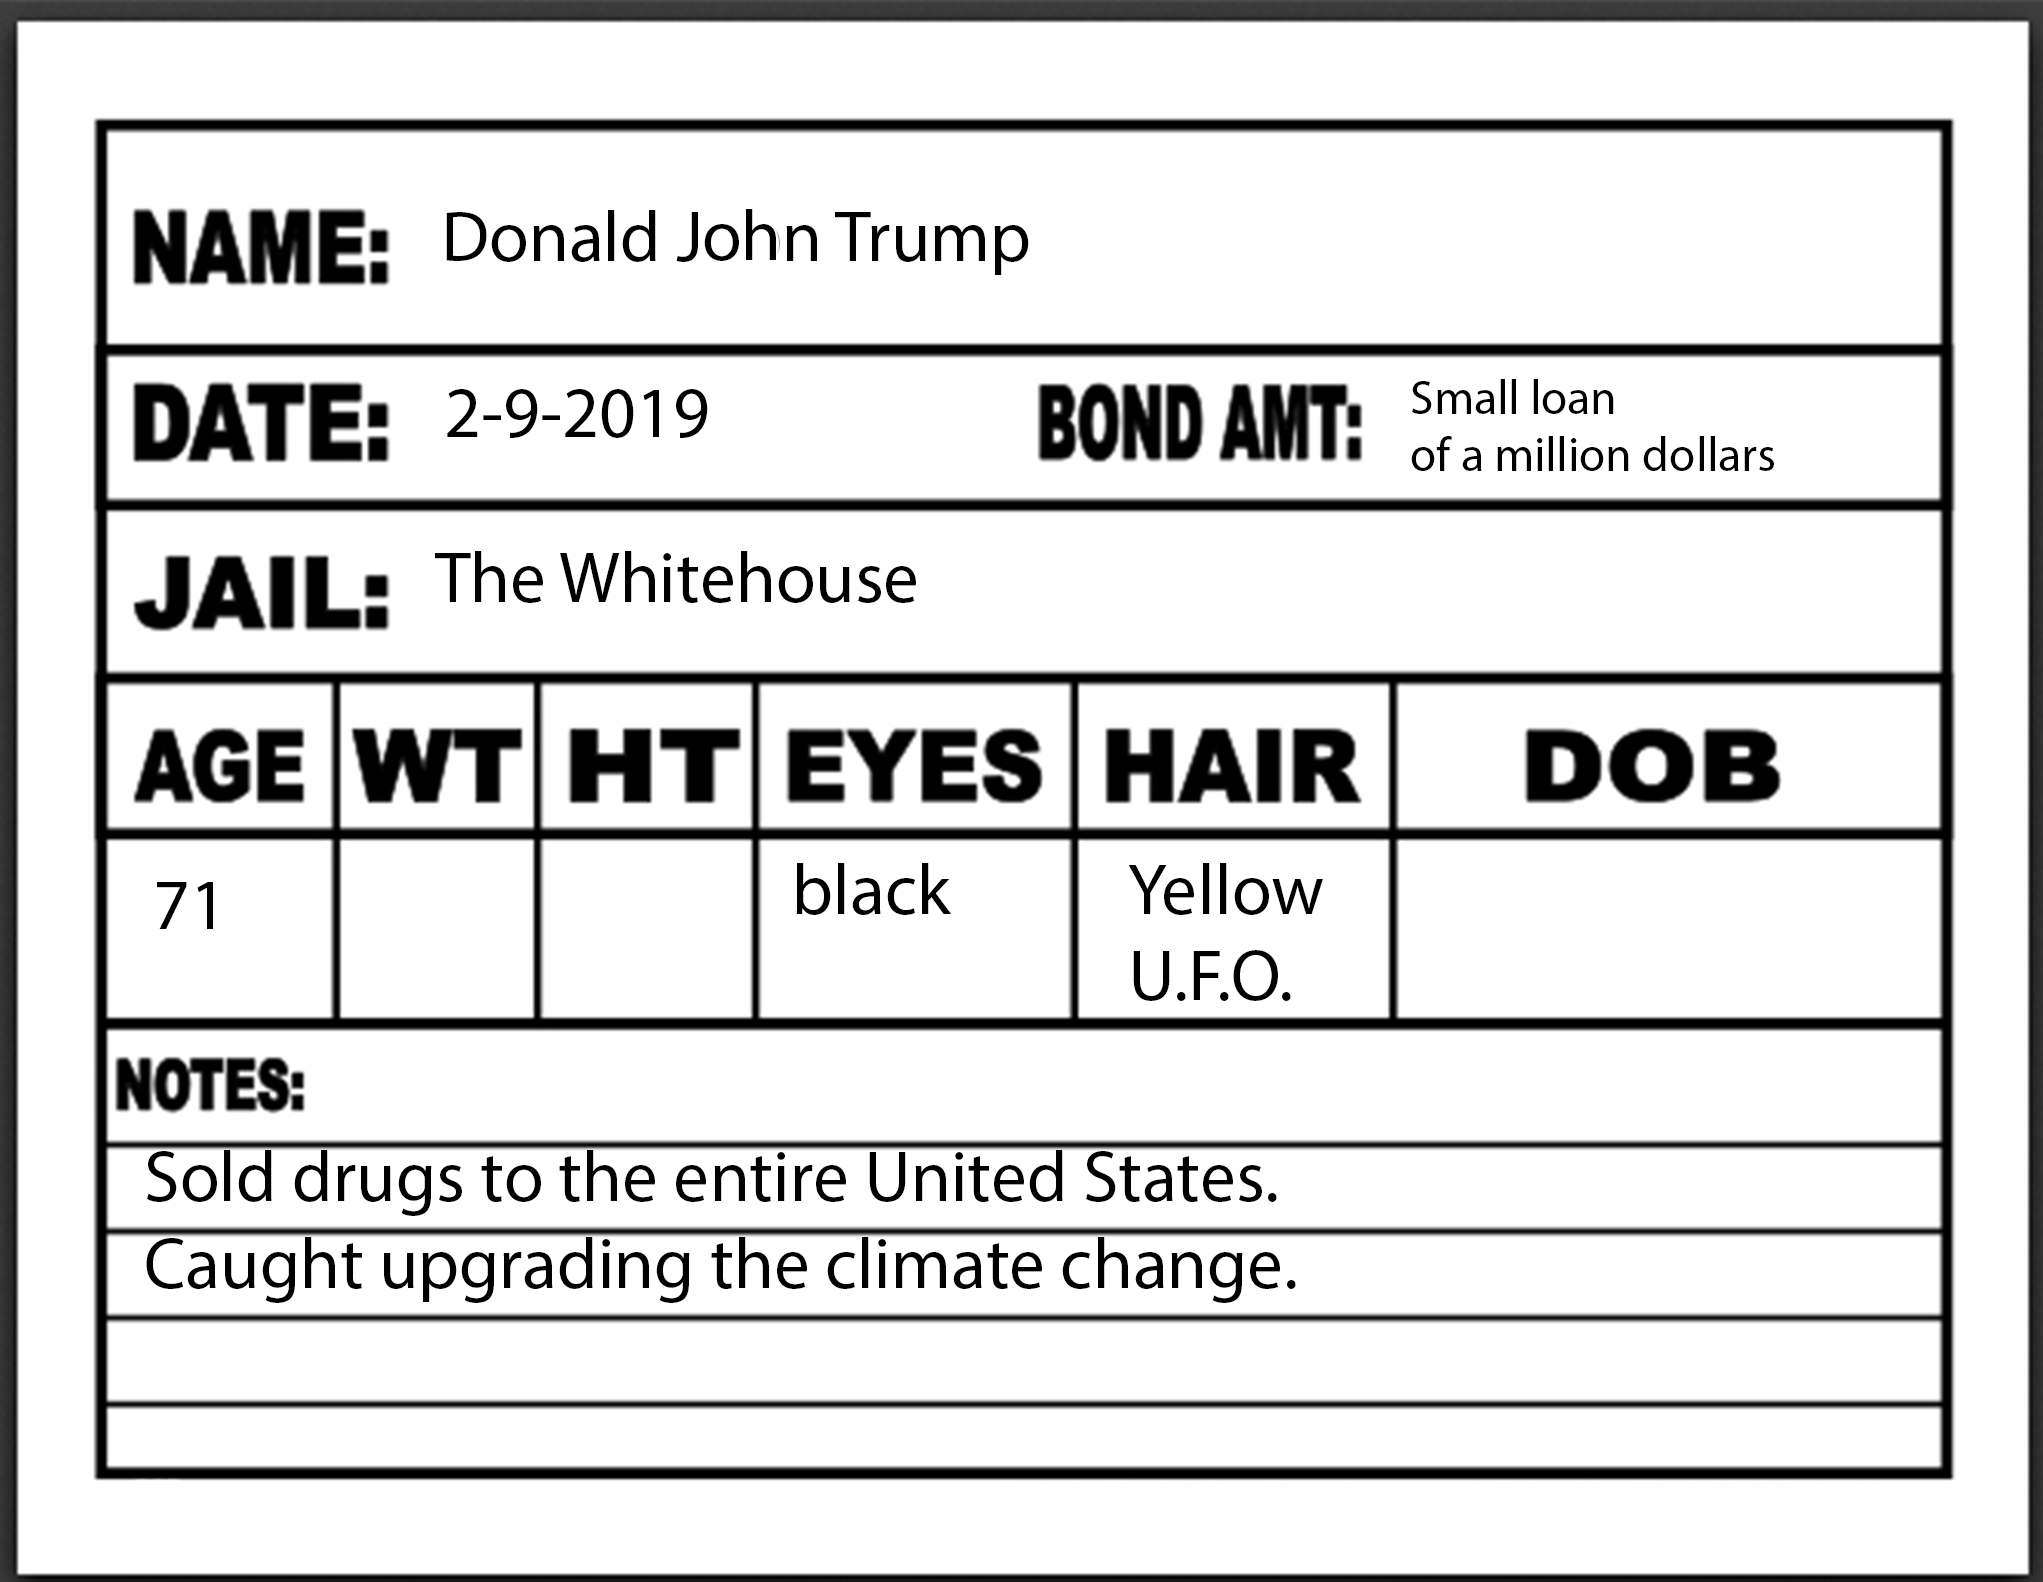 NAME: Donald John Trump
DATE: 2-9-2019 BOND AMT: Small loan
of a million dollars
JAIL: The Whitehouse
AGE WT HT EYES HAIR DOB
71 black Yellow
U.F.O.
NOTES:
Sold drugs to the entire United States.
Caught upgrading the climate change.